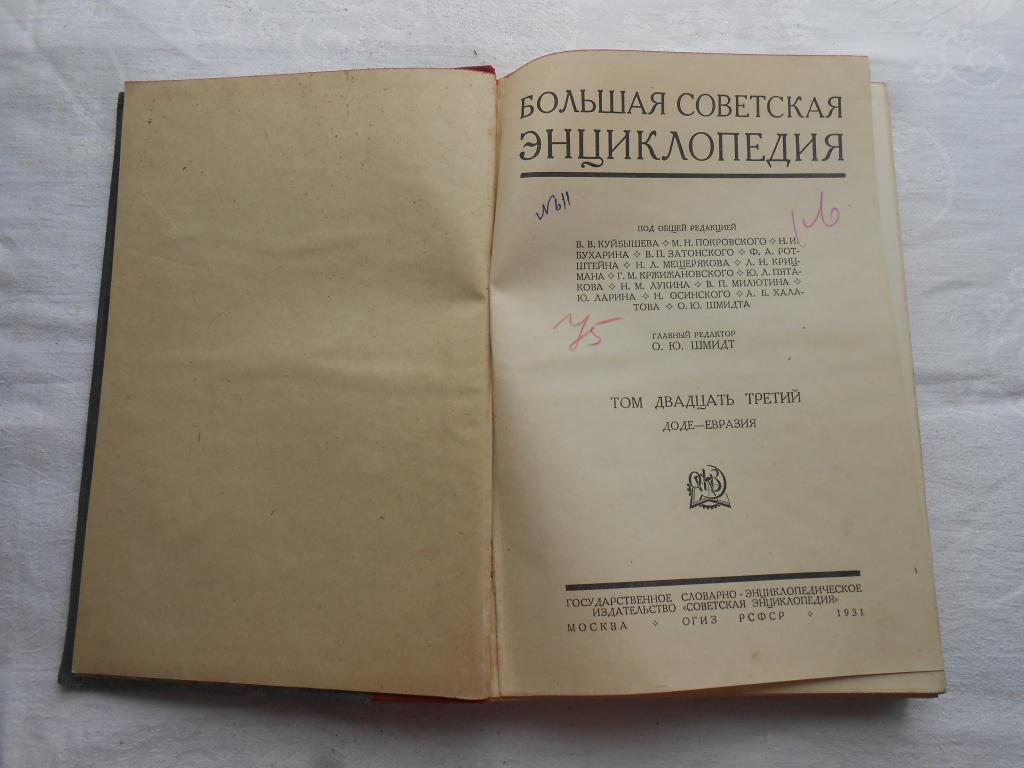 БОЛЬШАЯ СОВЕТСКАЯ
ЭНЦИКЛОПЕДИЯ
№11
ПОД ОБЩЕЙ РЕДАКЦИЕЙ
В. В. КУЙБЫШЕВА ✧ М. Н. ПОКРОВСКОГО ✧ Н. И.
БУХАРИНА ✧ В. П. ЗАТОНСКОГО ✧ Ф. А. РОТ-
ШТЕЙНА ✧ Н. Л. МЕЩЕРЯКОВА ✧ Л. Н. КРИЦ-
МАНА ✧ Г. М. КРЖИЖАНОВСКОГО ✧ Ю. Л. ПЯТА-
КОВА ✧ Н. М. ЛУКИНА ✧ В. П. МИЛЮТИНА ✧
Ю. ЛАРИНА ✧ Н. ОСИНСКОГО ✧ А. Б. ХАЛА-
ТОВА ✧ О. Ю. ШМИДТА
75
ГЛАВНЫЙ РЕДАКТОР
О. Ю. ШМИДТ
ТОМ ДВАДЦАТЬ ТРЕТИЙ
ДОДЕ—ЕВРАЗИЯ
ГОСУДАРСТВЕННОЕ СЛОВАРНО-ЭНЦИКЛОПЕДИЧЕСКОЕ
ИЗДАТЕЛЬСТВО «СОВЕТСКАЯ ЭНЦИКЛОПЕДИЯ»
МОСКВА ✧ ОГИЗ РСФСР ✧ 1931